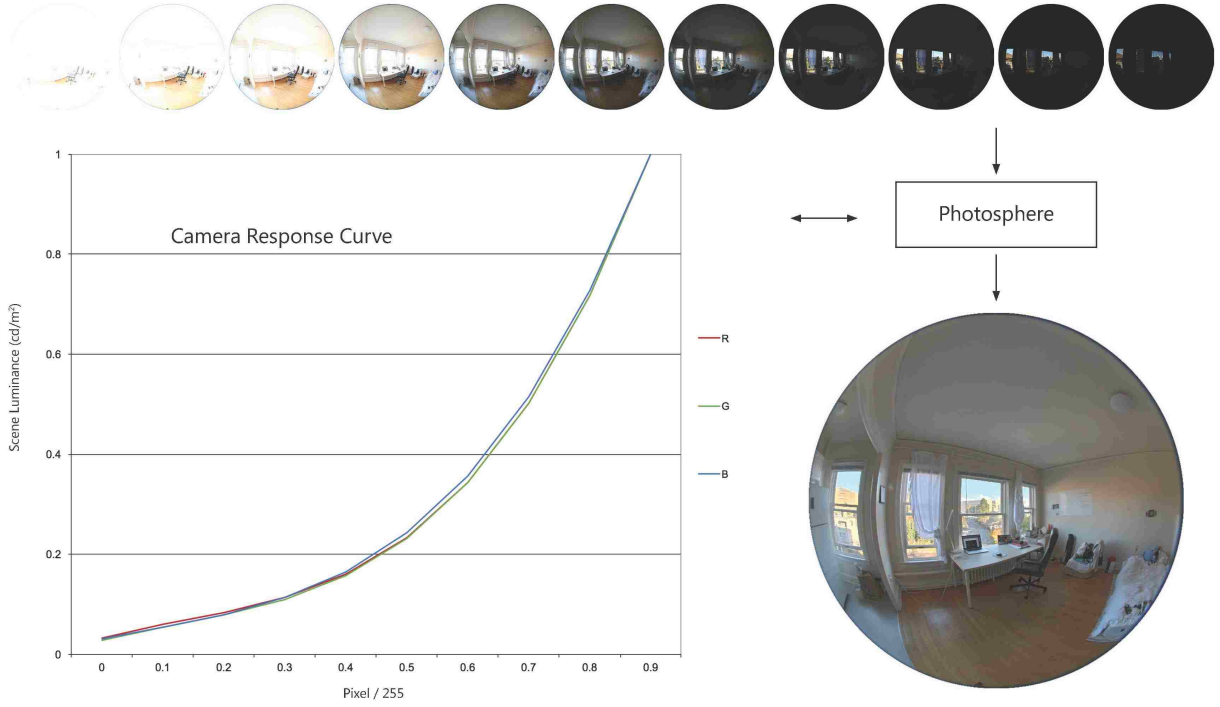 Photosphere
Camera Response Curve
1
0.8
0.6
0.4
0.2
0
Scene Luminance (cd/m²)
0
0.1
0.2
0.3
0.4
0.5
0.6
0.7
0.8
0.9
Pixel / 255
R
G
B